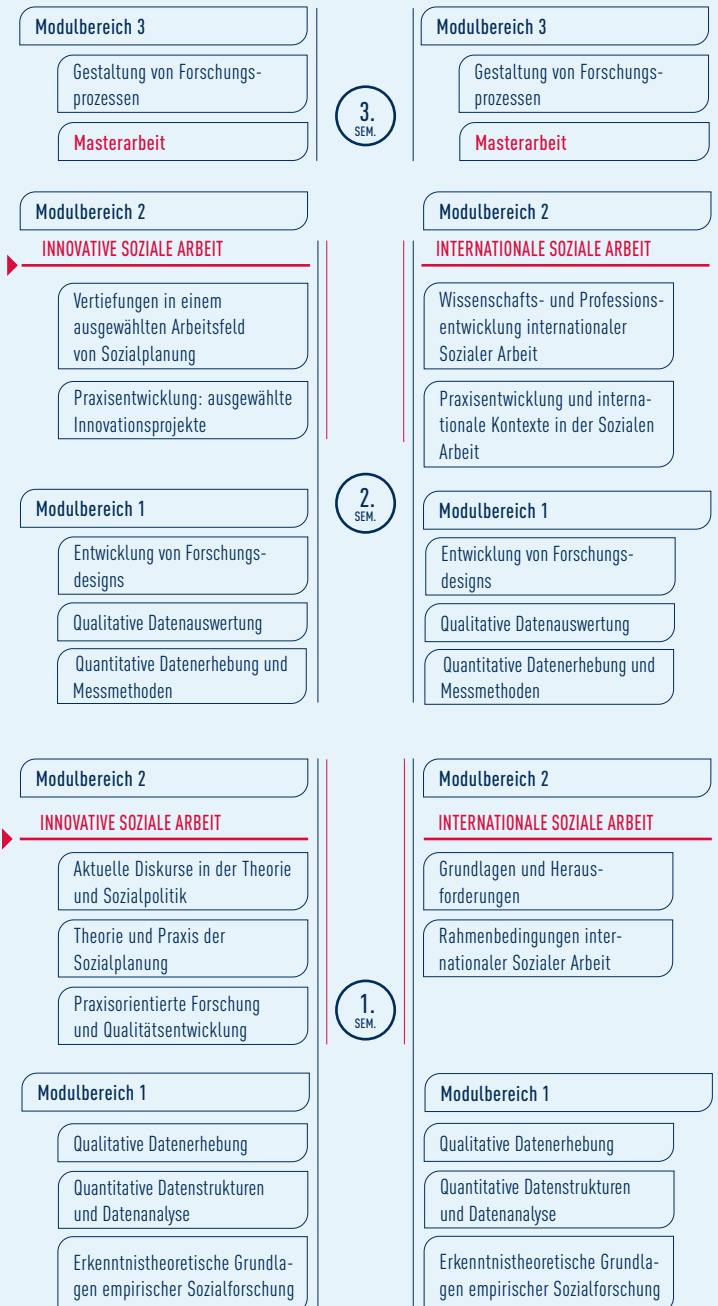 Modulbereich 3
Gestaltung von Forschungs-
prozessen
Masterarbeit
3.
SEM.
Modulbereich 3
Gestaltung von Forschungs-
prozessen
Masterarbeit
Modulbereich 2
INNOVATIVE SOZIALE ARBEIT
Vertiefungen in einem
ausgewählten Arbeitsfeld
von Sozialplanung
Praxisentwicklung: ausgewählte
Innovationsprojekte
Modulbereich 1
Entwicklung von Forschungs-
designs
Qualitative Datenauswertung
Quantitative Datenerhebung und
Messmethoden
2.
SEM.
Modulbereich 2
INTERNATIONALE SOZIALE ARBEIT
Wissenschafts- und Professions-
entwicklung internationaler
Sozialer Arbeit
Praxisentwicklung und interna-
tionale Kontexte in der Sozialen
Arbeit
Modulbereich 1
Entwicklung von Forschungs-
designs
Qualitative Datenauswertung
Quantitative Datenerhebung und
Messmethoden
Modulbereich 2
INNOVATIVE SOZIALE ARBEIT
Aktuelle Diskurse in der Theorie
und Sozialpolitik
Theorie und Praxis der
Sozialplanung
Praxisorientierte Forschung
und Qualitätsentwicklung
Modulbereich 1
Qualitative Datenerhebung
Quantitative Datenstrukturen
und Datenanalyse
Erkenntnistheoretische Grundla-
gen empirischer Sozialforschung
1.
SEM.
Modulbereich 2
INTERNATIONALE SOZIALE ARBEIT
Grundlagen und Heraus-
forderungen
Rahmenbedingungen inter-
nationaler Sozialer Arbeit
Modulbereich 1
Qualitative Datenerhebung
Quantitative Datenstrukturen
und Datenanalyse
Erkenntnistheoretische Grundla-
gen empirischer Sozialforschung